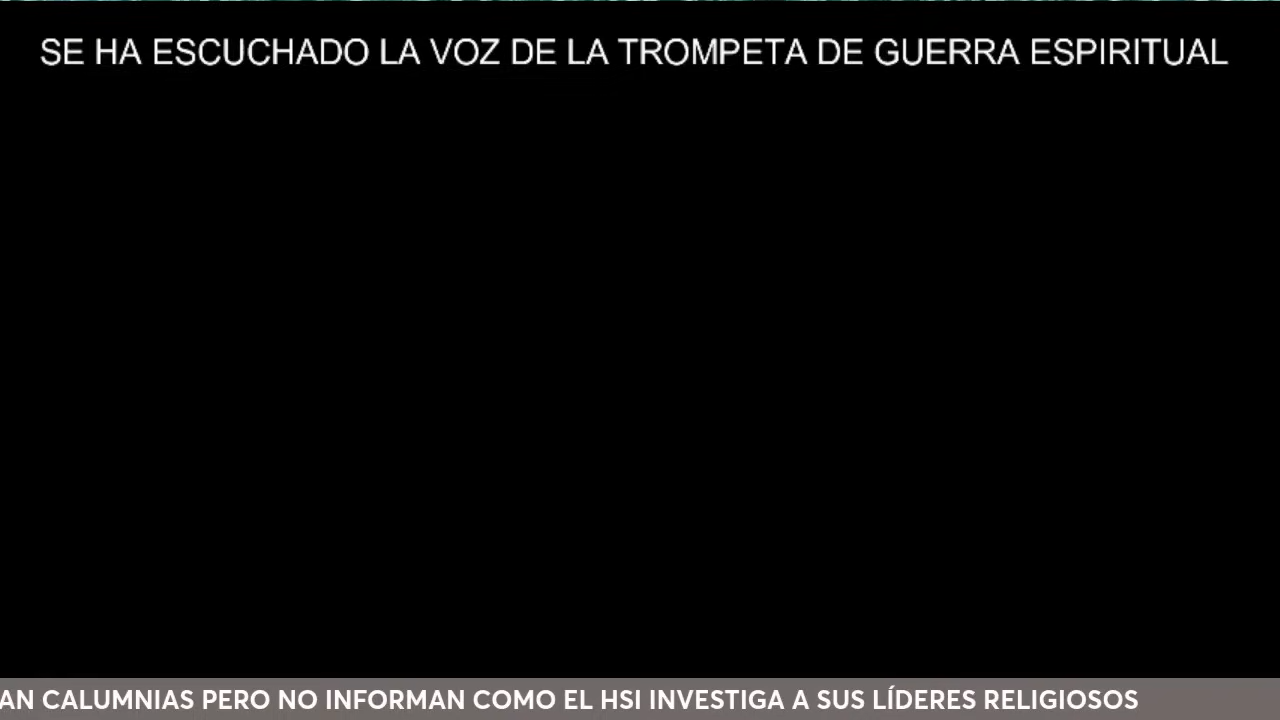 SE HA ESCUCHADO LA VOZ DE LA TROMPETA DE GUERRA ESPIRITUAL
AN CALUMNIAS PERO NO INFORMAN COMO EL HSI INVESTIGA A SUS LÍDERES RELIGIOSOS